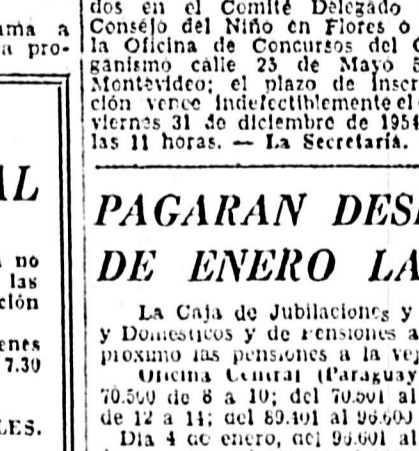 ama a
a pro-
AL
no
las
ción
enes
7.30
LES.
dos en el Comité Delegado
Consejo del Niño en Flores o
la Oficina de Concursos del
ganismo calle 25 de Mayo
Montevideo; el plazo de inscr
ción vence indefectiblemente el
viernes 31 de diciembre de 1954
las 11 horas. — La Secretaría.
PAGARAN DES
DE ENERO LA
La Caja de Jubilaciones y
y Domésticos y de Pensiones a
próximo las pensiones a la vej
Oficina Central (Paraguay
70.500 de 8 a 10; del 70.501 al
de 12 a 14; del 89.401 al 96.600
Día 4 de enero, del 96.601 al